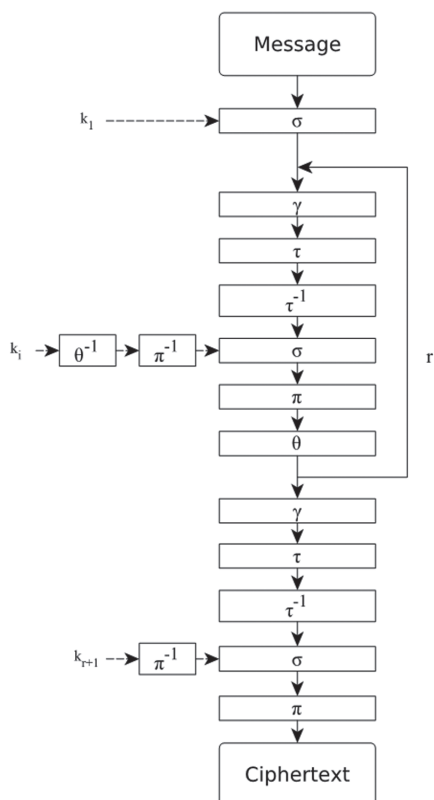 Message
k₁
σ
γ
τ
τ⁻¹
kᵢ θ⁻¹ π⁻¹ σ
r
π
θ
γ
τ
τ⁻¹
kᵣ₊₁ π⁻¹ σ
π
Ciphertext